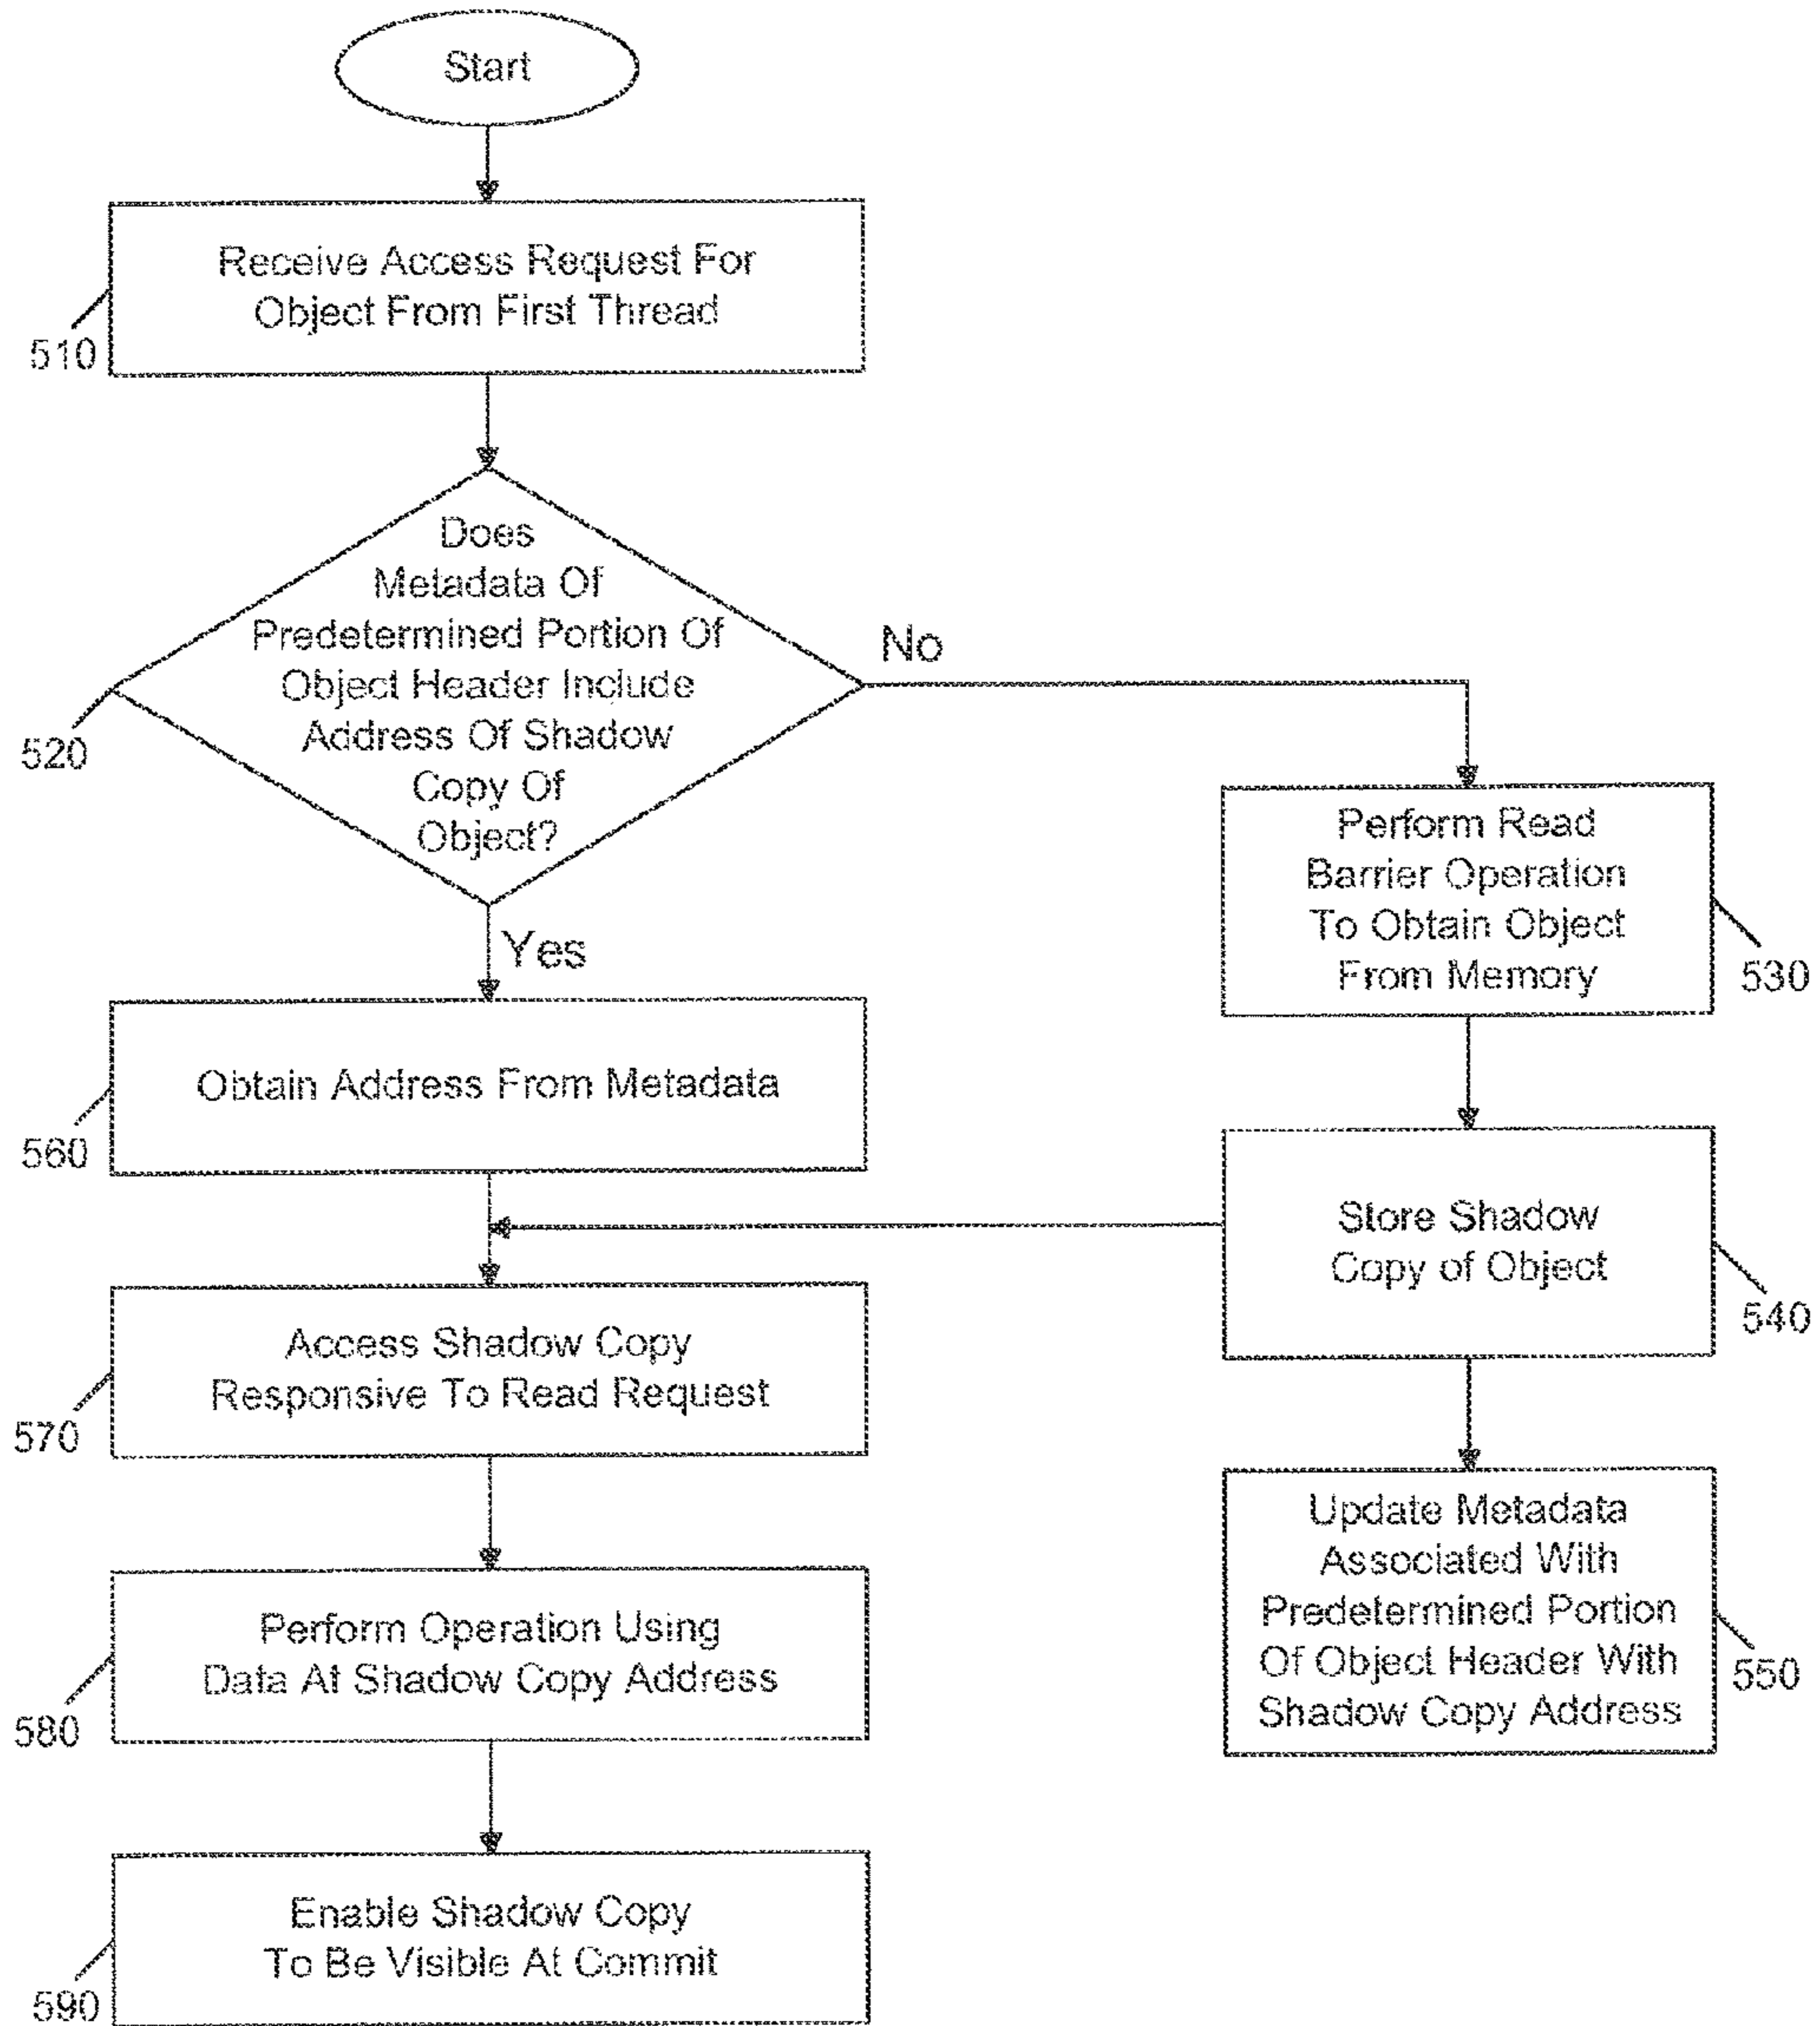 Start
Receive Access Request For
Object From First Thread
510
Does
Metadata Of
Predetermined Portion Of
Object Header Include
Address Of Shadow
Copy Of
Object?
520
No
Yes
Perform Read
Barrier Operation
To Obtain Object
From Memory
530
Obtain Address From Metadata
560
Store Shadow
Copy of Object
540
Access Shadow Copy
Responsive To Read Request
570
Update Metadata
Associated With
Predetermined Portion
Of Object Header With
Shadow Copy Address
550
Perform Operation Using
Data At Shadow Copy Address
580
Enable Shadow Copy
To Be Visible At Commit
590